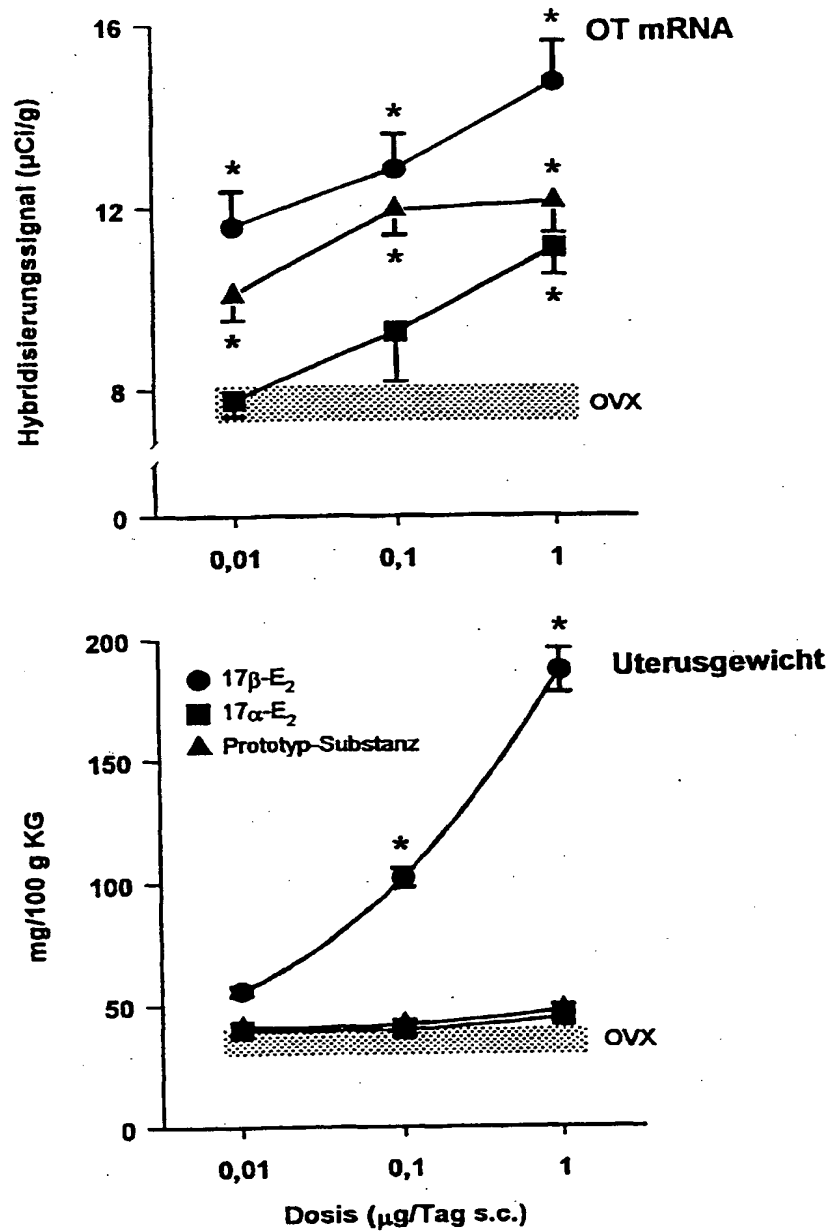 OT mRNA
Hybridisierungssignal (µCi/g)
16
12
8
0
* * *
* * *
*
OVX
0,01 0,1 1
Uterusgewicht
mg/100 g KG
200
150
100
50
0
17β-E₂
17α-E₂
Prototyp-Substanz
*
*
OVX
0,01 0,1 1
Dosis (µg/Tag s.c.)